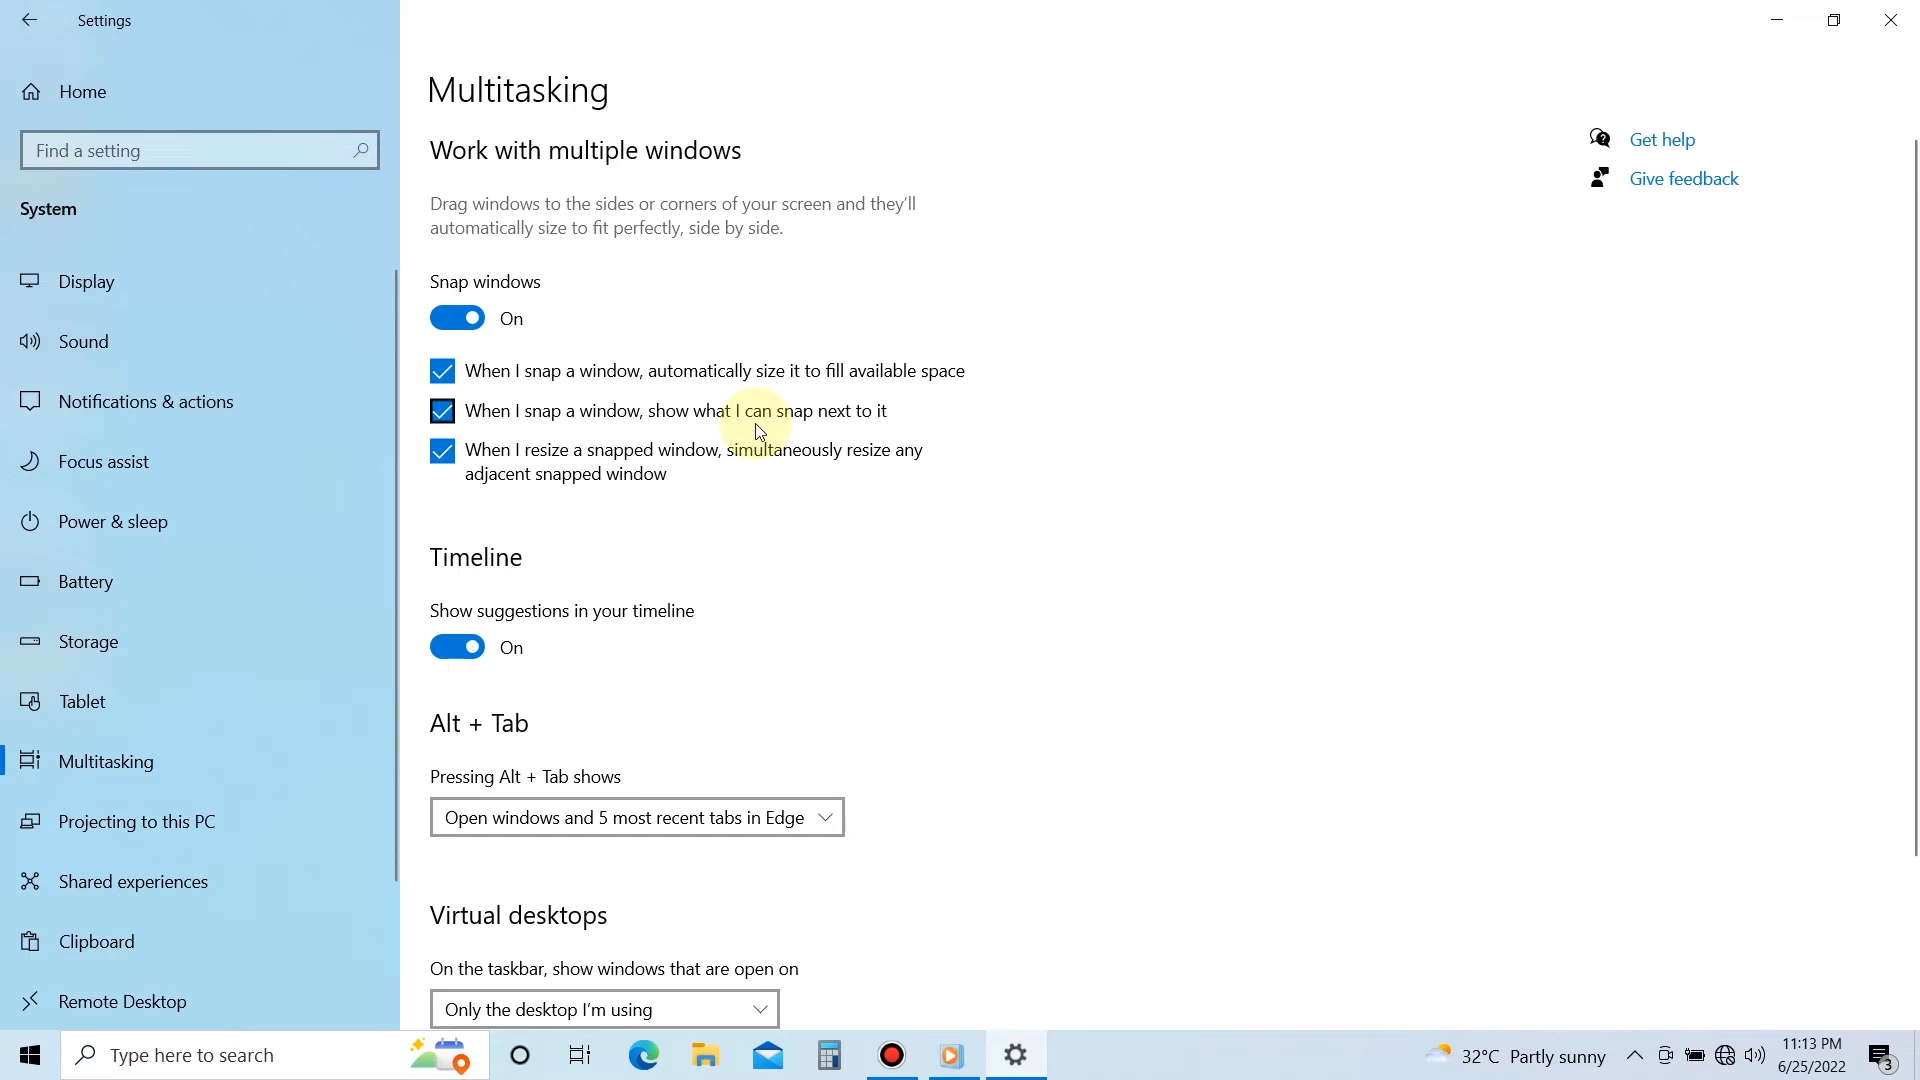 Settings
Home
Find a setting
System
Display
Sound
Notifications & actions
Focus assist
Power & sleep
Battery
Storage
Tablet
Multitasking
Projecting to this PC
Shared experiences
Clipboard
Remote Desktop
Multitasking
Work with multiple windows
Drag windows to the sides or corners of your screen and they'll
automatically size to fit perfectly, side by side.
Snap windows
On
When I snap a window, automatically size it to fill available space
When I snap a window, show what I can snap next to it
When I resize a snapped window, simultaneously resize any
adjacent snapped window
Timeline
Show suggestions in your timeline
On
Alt + Tab
Pressing Alt + Tab shows
Open windows and 5 most recent tabs in Edge
Virtual desktops
On the taskbar, show windows that are open on
Only the desktop I'm using
Get help
Give feedback
Type here to search
32°C Partly sunny
11:13 PM
6/25/2022
3